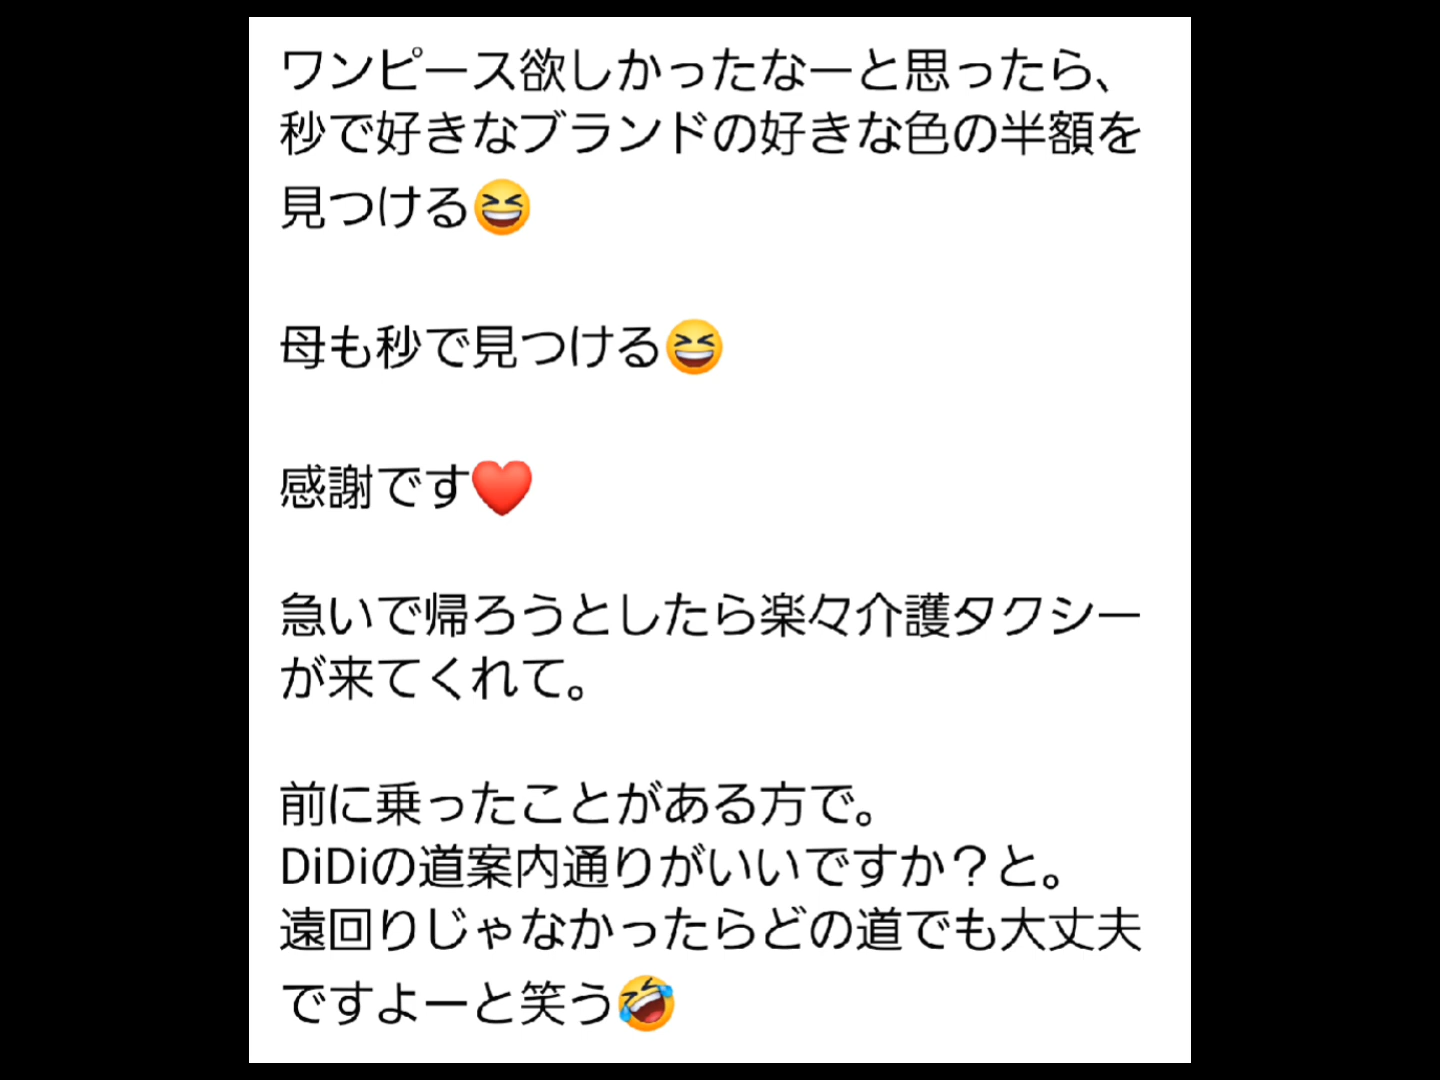 ワンピース欲しかったなーと思ったら、
秒で好きなブランドの好きな色の半額を
見つける😆
母も秒で見つける😆
感謝です❤️
急いで帰ろうとしたら楽々介護タクシー
が来てくれて。
前に乗ったことがある方で。
DiDiの道案内通りがいいですか？と。
遠回りじゃなかったらどの道でも大丈夫
ですよーと笑う🤣